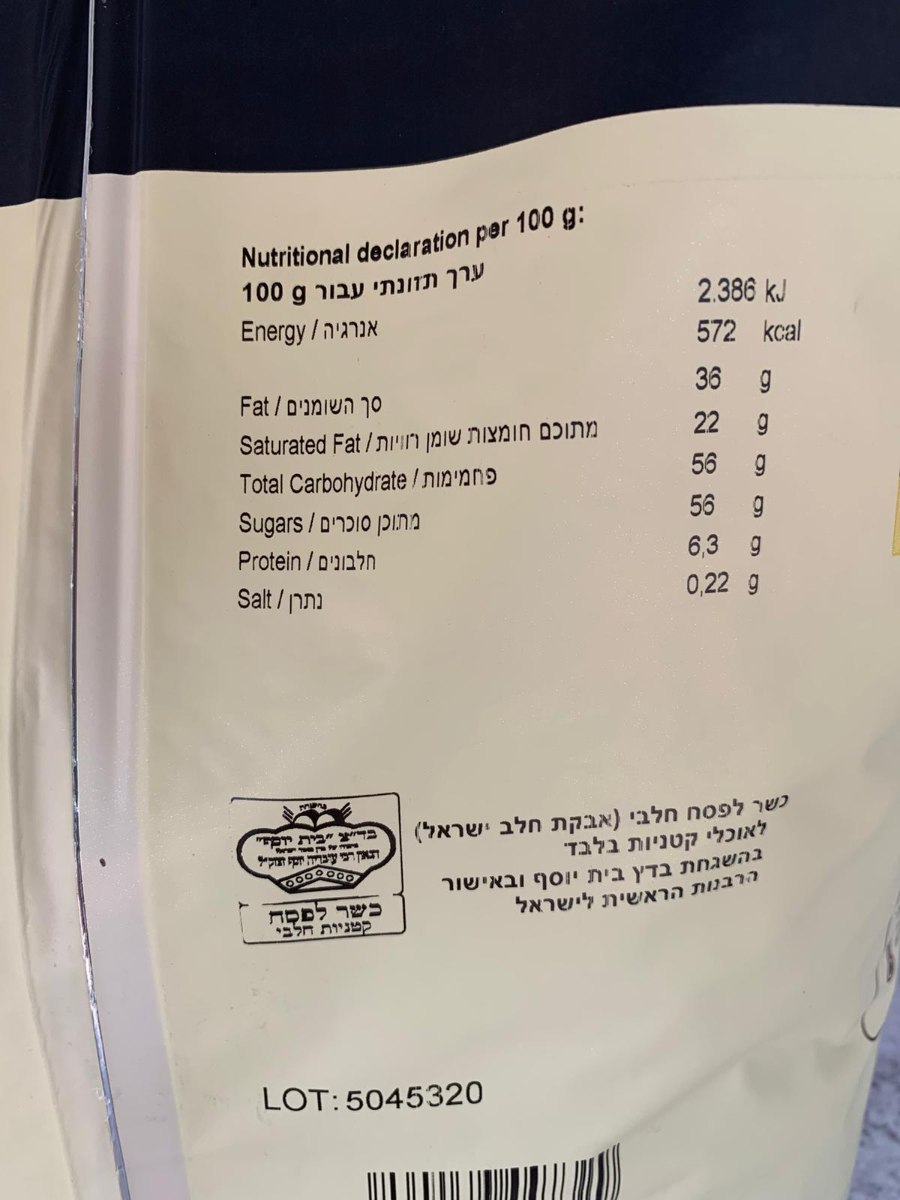 Nutritional declaration per 100 g:
ערך תזונתי עבור 100 g
2.386 kJ
Energy / אנרגיה 572 kcal
Fat / סך השומנים 36 g
Saturated Fat / מתוכם חומצות שומן רוויות 22 g
Total Carbohydrate / פחמימות 56 g
Sugars / מתוכן סוכרים 56 g
Protein / חלבונים 6,3 g
Salt / נתרן 0,22 g
בד"צ "בית יוסף"
כשר לפסח
קטניות חלבי
כשר לפסח חלבי (אבקת חלב ישראל)
לאוכלי קטניות בלבד
בהשגחת בדץ בית יוסף ובאישור
הרבנות הראשית לישראל
LOT: 5045320